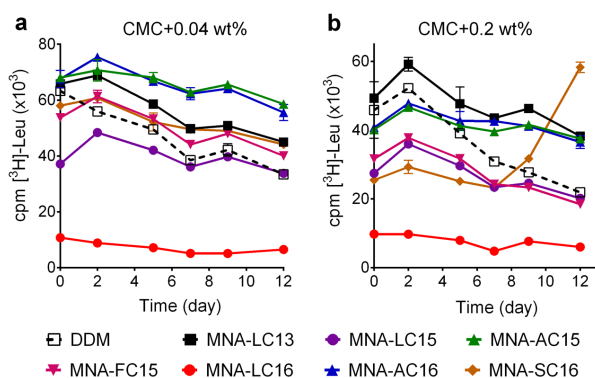 a CMC+0.04 wt% b CMC+0.2 wt%
cpm [³H]-Leu (x10³)
80
60
40
20
0
0 2 4 6 8 10 12
Time (day)
cpm [³H]-Leu (x10³)
60
40
20
0
0 2 4 6 8 10 12
Time (day)
DDM MNA-LC13 MNA-LC15 MNA-AC15
MNA-FC15 MNA-LC16 MNA-AC16 MNA-SC16